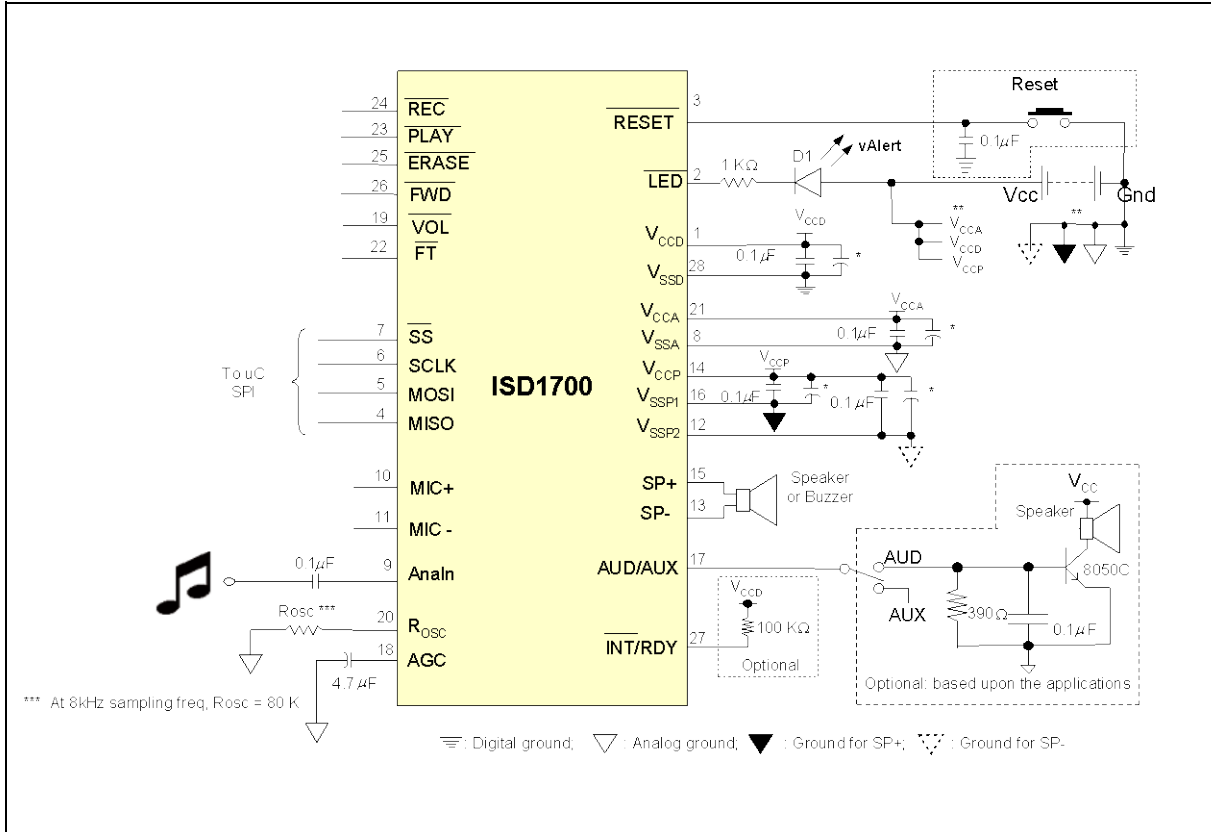 24 REC
23 PLAY
25 ERASE
26 FWD
19 VOL
22 FT
To uC
SPI
7 SS
6 SCLK
5 MOSI
4 MISO
10 MIC+
11 MIC -
0.1μF
9 AnaIn
Rosc ***
20 ROSC
18 AGC
4.7 μF
*** At 8kHz sampling freq, Rosc = 80 K
ISD1700
RESET 3
Reset
0.1μF
LED 2
1 KΩ
D1
vAlert
Vcc
Gnd
**
VCCA
VCCD
VCCP
**
VCCD
VCCD 1
0.1μF
*
VSSD 28
VCCA
VCCA 21
0.1μF
*
VSSA 8
VCCP
VCCP 14
0.1μF
*
0.1μF
*
VSSP1 16
VSSP2 12
SP+ 15
SP- 13
Speaker
or Buzzer
AUD/AUX 17
AUD
AUX
VCC
Speaker
8050C
390Ω
0.1μF
Optional: based upon the applications
VCCD
100 KΩ
INT/RDY 27
Optional
: Digital ground; : Analog ground; : Ground for SP+; : Ground for SP-